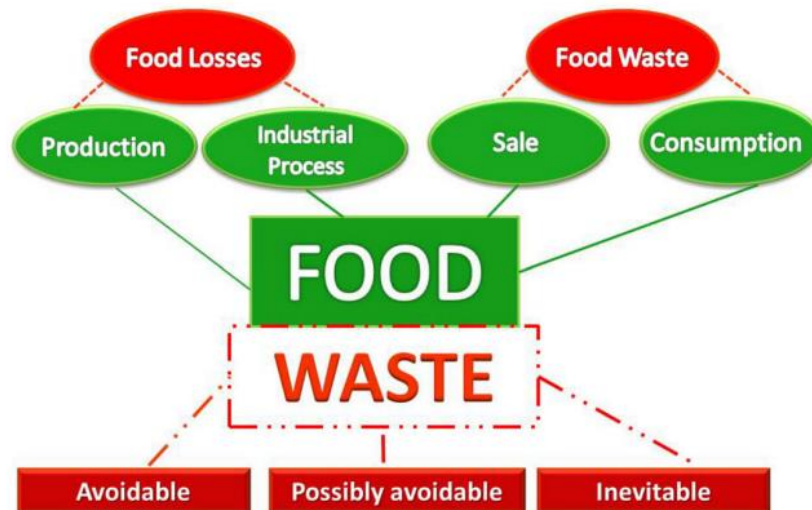 Food Losses
Food Waste
Production
Industrial
Process
Sale
Consumption
FOOD
WASTE
Avoidable
Possibly avoidable
Inevitable